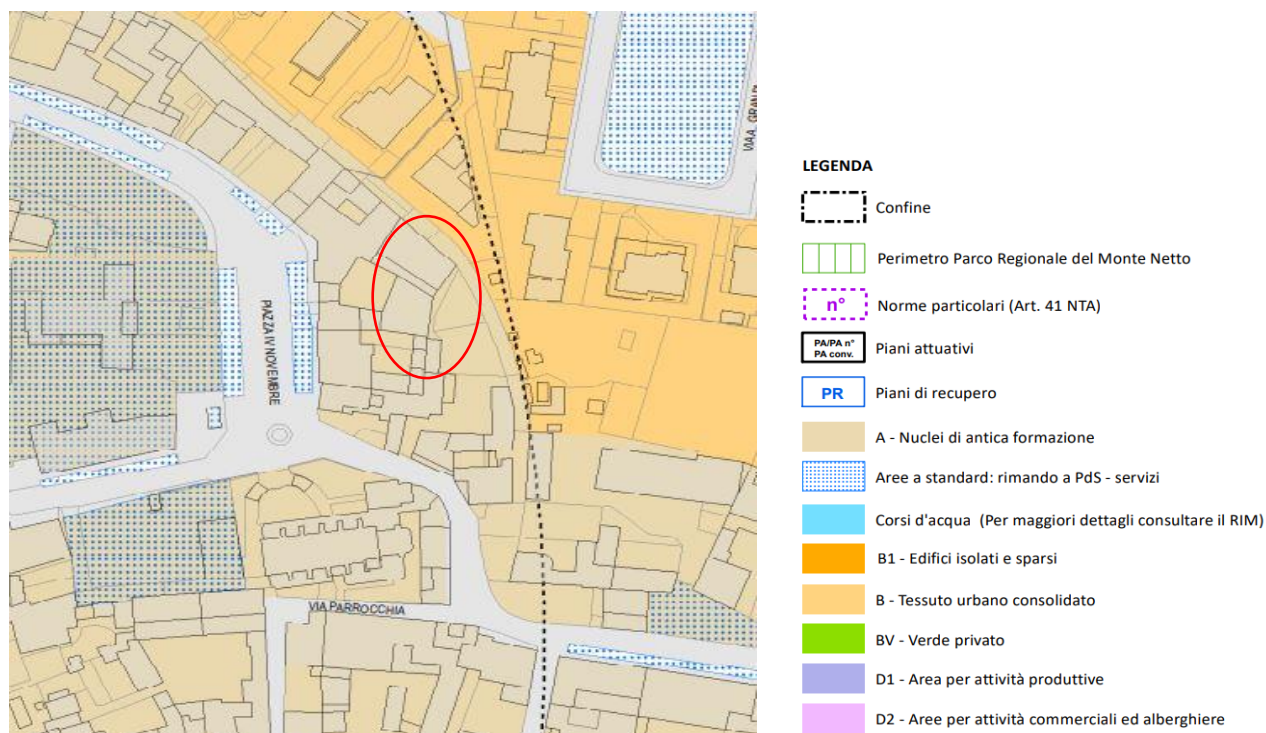 VIA A. GRAN
PIAZZA IV NOVEMBRE
VIA PARROCCHIA
LEGENDA
Confine
Perimetro Parco Regionale del Monte Netto
n° Norme particolari (Art. 41 NTA)
PA/PA n°
PA conv.
Piani attuativi
PR Piani di recupero
A - Nuclei di antica formazione
Aree a standard: rimando a PdS - servizi
Corsi d'acqua (Per maggiori dettagli consultare il RIM)
B1 - Edifici isolati e sparsi
B - Tessuto urbano consolidato
BV - Verde privato
D1 - Area per attività produttive
D2 - Aree per attività commerciali ed alberghiere